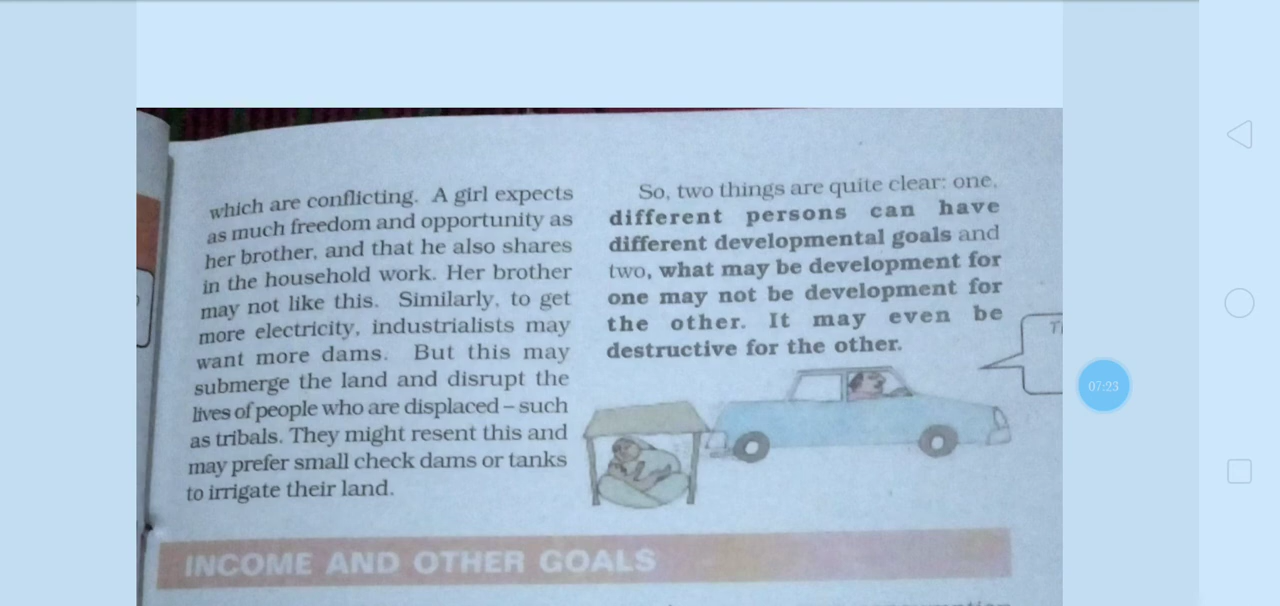 which are conflicting. A girl expects
as much freedom and opportunity as
her brother, and that he also shares
in the household work. Her brother
may not like this. Similarly, to get
more electricity, industrialists may
want more dams. But this may
submerge the land and disrupt the
lives of people who are displaced – such
as tribals. They might resent this and
may prefer small check dams or tanks
to irrigate their land.
So, two things are quite clear: one,
different persons can have
different developmental goals and
two, what may be development for
one may not be development for
the other. It may even be
destructive for the other.
INCOME AND OTHER GOALS
07:23